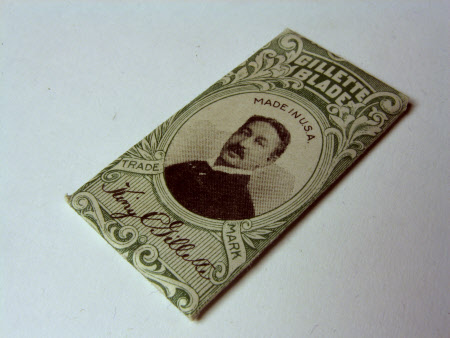 GILLETTE
BLADE
MADE IN U.S.A.
TRADE
MARK
King C Gillette